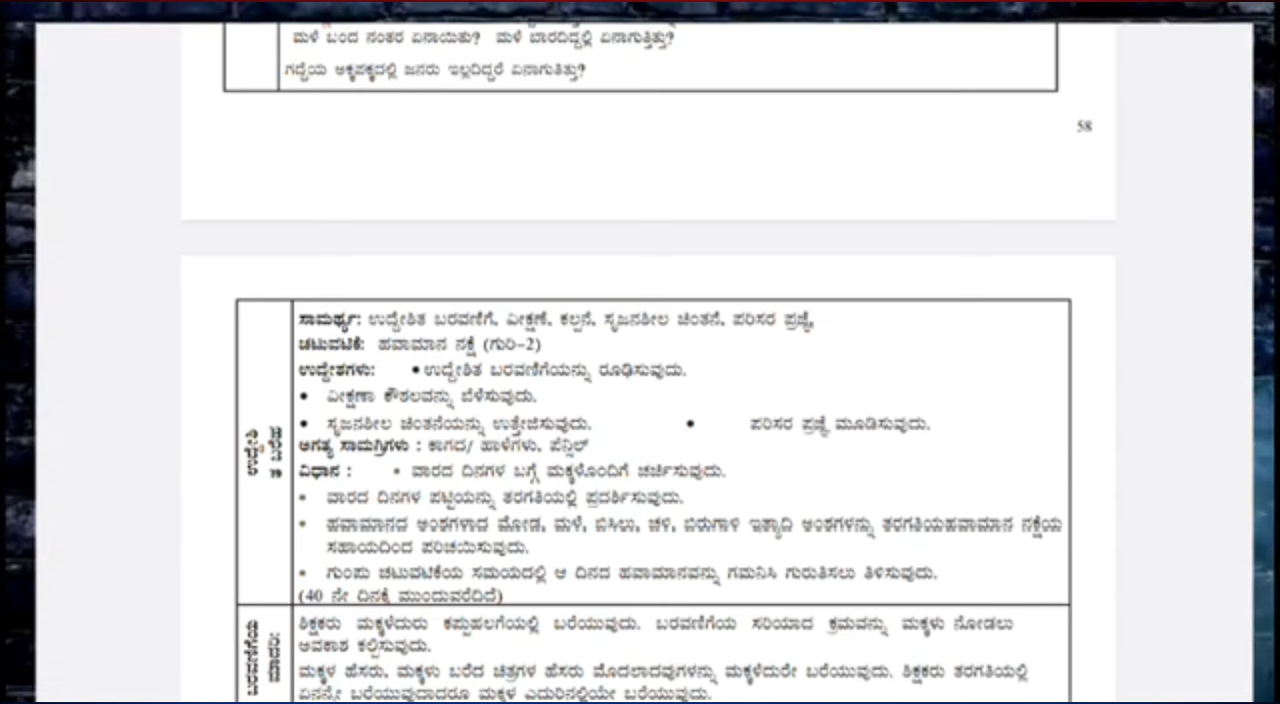 ಮಳೆ ಬಂದ ನಂತರ ಏನಾಯಿತು? ಮಳೆ ಬಾರದಿದ್ದಲ್ಲಿ ಏನಾಗುತ್ತಿತ್ತು?
ಗದ್ದೆಯ ಅಕ್ಕಪಕ್ಕದಲ್ಲಿ ಜನರು ಇಲ್ಲದಿದ್ದರೆ ಏನಾಗುತಿತ್ತು?
58
ಉದ್ದೇಶಿತ ಬರೆಹ
ಸಾಮರ್ಥ್ಯ: ಉದ್ದೇಶಿತ ಬರವಣಿಗೆ, ವೀಕ್ಷಣೆ, ಕಲ್ಪನೆ, ಸೃಜನಶೀಲ ಚಿಂತನೆ, ಪರಿಸರ ಪ್ರಜ್ಞೆ,
ಚಟುವಟಿಕೆ: ಹವಾಮಾನ ನಕ್ಷೆ (ಗುರಿ-2)
ಉದ್ದೇಶಗಳು: • ಉದ್ದೇಶಿತ ಬರವಣಿಗೆಯನ್ನು ರೂಢಿಸುವುದು.
• ವೀಕ್ಷಣಾ ಕೌಶಲವನ್ನು ಬೆಳೆಸುವುದು.
• ಸೃಜನಶೀಲ ಚಿಂತನೆಯನ್ನು ಉತ್ತೇಜಿಸುವುದು. • ಪರಿಸರ ಪ್ರಜ್ಞೆ ಮೂಡಿಸುವುದು.
ಅಗತ್ಯ ಸಾಮಗ್ರಿಗಳು : ಕಾಗದ/ ಹಾಳೆಗಳು, ಪೆನ್ಸಿಲ್
ವಿಧಾನ : • ವಾರದ ದಿನಗಳ ಬಗ್ಗೆ ಮಕ್ಕಳೊಂದಿಗೆ ಚರ್ಚಿಸುವುದು.
• ವಾರದ ದಿನಗಳ ಪಟ್ಟಿಯನ್ನು ತರಗತಿಯಲ್ಲಿ ಪ್ರದರ್ಶಿಸುವುದು.
• ಹವಾಮಾನದ ಅಂಶಗಳಾದ ಮೋಡ, ಮಳೆ, ಬಿಸಿಲು, ಚಳಿ, ಬಿರುಗಾಳಿ ಇತ್ಯಾದಿ ಅಂಶಗಳನ್ನು ತರಗತಿಯಹವಾಮಾನ ನಕ್ಷೆಯ
ಸಹಾಯದಿಂದ ಪರಿಚಯಿಸುವುದು.
• ಗುಂಪು ಚಟುವಟಿಕೆಯ ಸಮಯದಲ್ಲಿ ಆ ದಿನದ ಹವಾಮಾನವನ್ನು ಗಮನಿಸಿ ಗುರುತಿಸಲು ತಿಳಿಸುವುದು.
(40 ನೇ ದಿನಕ್ಕೆ ಮುಂದುವರೆದಿದೆ)
ಬರವಣಿಗೆಯ ಮಾದರಿ:
ಶಿಕ್ಷಕರು ಮಕ್ಕಳೆದುರು ಕಪ್ಪುಹಲಗೆಯಲ್ಲಿ ಬರೆಯುವುದು. ಬರವಣಿಗೆಯ ಸರಿಯಾದ ಕ್ರಮವನ್ನು ಮಕ್ಕಳು ನೋಡಲು
ಅವಕಾಶ ಕಲ್ಪಿಸುವುದು.
ಮಕ್ಕಳ ಹೆಸರು, ಮಕ್ಕಳು ಬರೆದ ಚಿತ್ರಗಳ ಹೆಸರು ಮೊದಲಾದವುಗಳನ್ನು ಮಕ್ಕಳೆದುರೇ ಬರೆಯುವುದು. ಶಿಕ್ಷಕರು ತರಗತಿಯಲ್ಲಿ
ಏನನ್ನೇ ಬರೆಯುವುದಾದರೂ ಮಕ್ಕಳ ಎದುರಿನಲ್ಲಿಯೇ ಬರೆಯುವುದು.